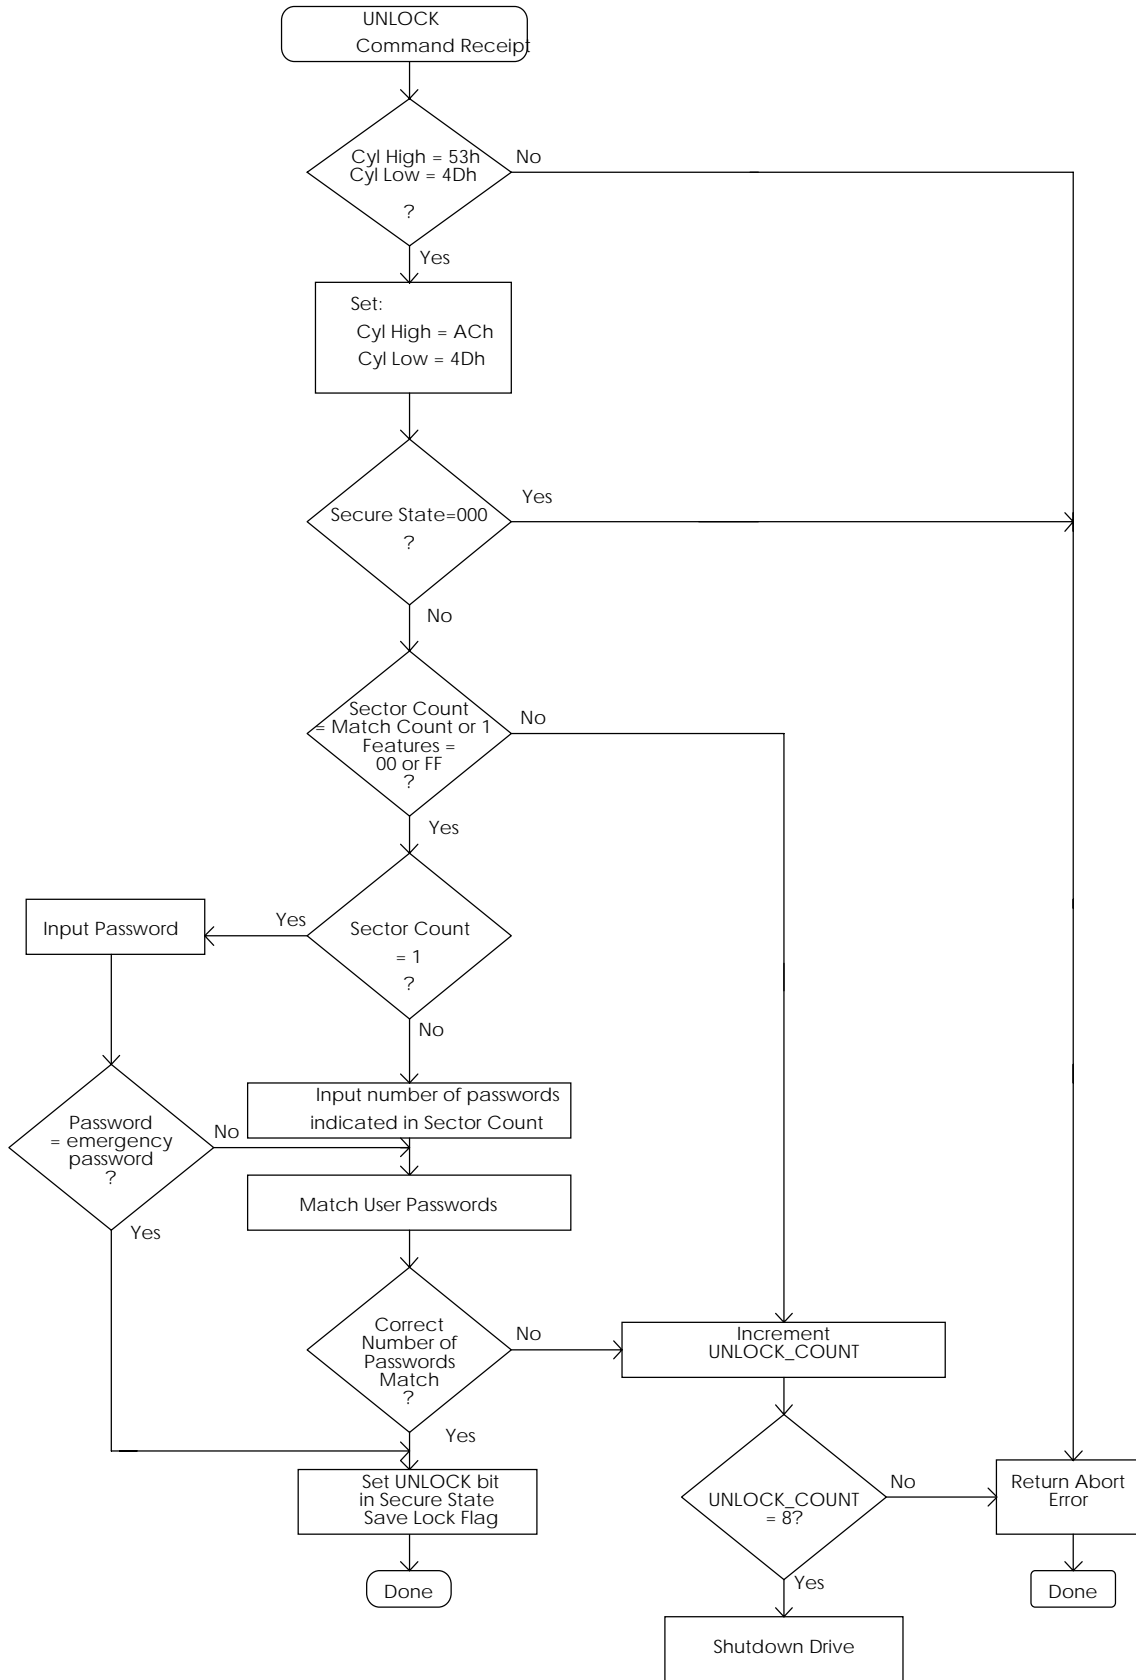 UNLOCK
Command Receipt
Cyl High = 53h
Cyl Low = 4Dh
?
No
Yes
Set:
Cyl High = ACh
Cyl Low = 4Dh
Secure State=000
?
Yes
No
Sector Count
= Match Count or 1
Features =
00 or FF
?
No
Yes
Sector Count
= 1
?
Yes
No
Input Password
Password
= emergency
password
?
No
Yes
Input number of passwords
indicated in Sector Count
Match User Passwords
Correct
Number of
Passwords
Match
?
No
Yes
Increment
UNLOCK_COUNT
Set UNLOCK bit
in Secure State
Save Lock Flag
Done
UNLOCK_COUNT
= 8?
No
Yes
Return Abort
Error
Done
Shutdown Drive